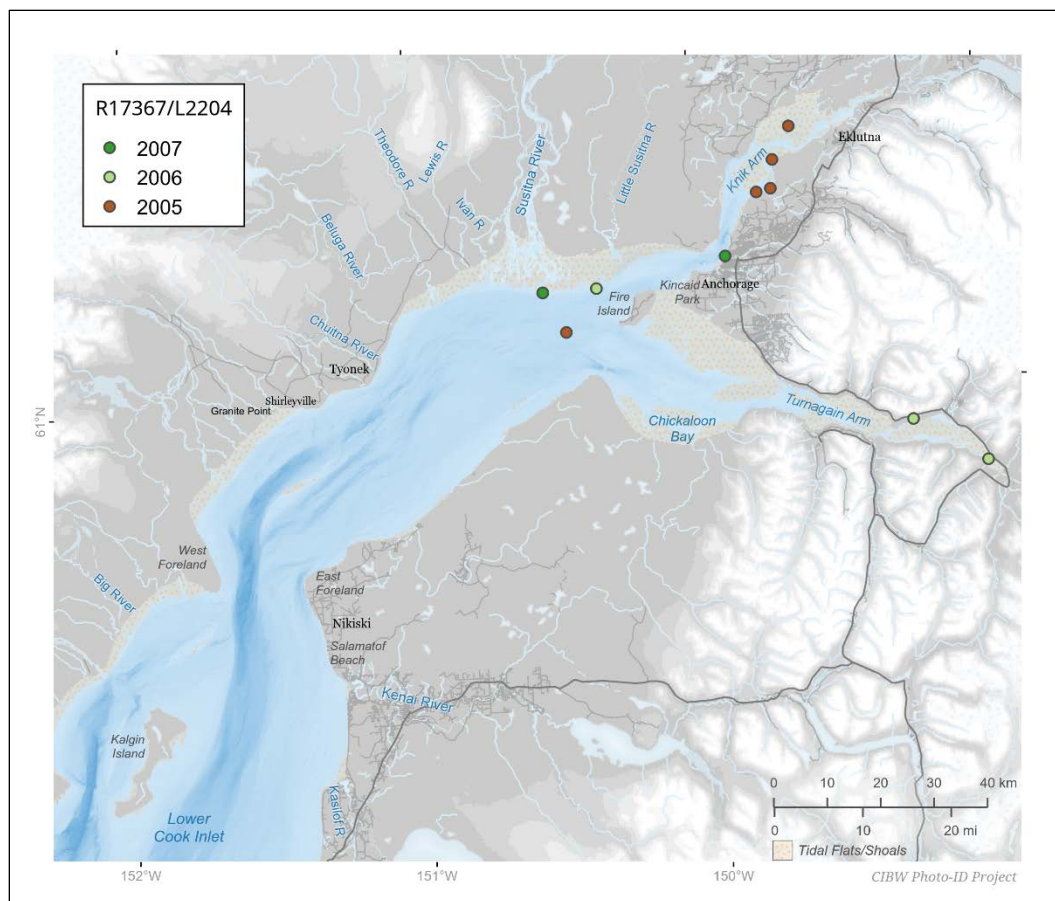 R17367/L2204
2007
2006
2005
Theodore R
Lewis R
Ivan R
Susitna River
Little Susitna R
Knik Arm
Eklutna
Beluga River
Kincaid
Park
Anchorage
Fire
Island
Chuitna River
Tyonek
Shirleyville
Granite Point
61°N
Turnagain Arm
Chickaloon
Bay
West
Foreland
Big River
East
Foreland
Nikiski
Salamatof
Beach
Kenai River
Kalgin
Island
Kasilof R
Lower
Cook Inlet
0 10 20 30 40 km
0 10 20 mi
Tidal Flats/Shoals
CIBW Photo-ID Project
152°W 151°W 150°W